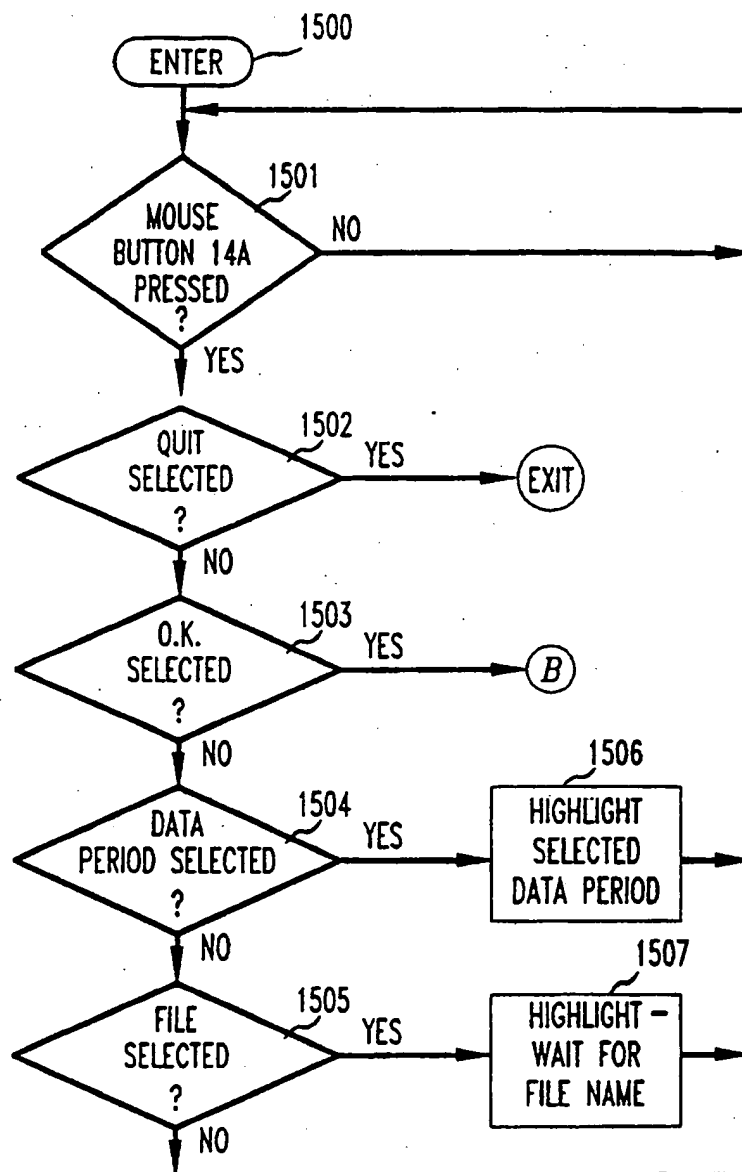 1500
ENTER
1501
MOUSE
BUTTON 14A
PRESSED
?
NO
YES
1502
QUIT
SELECTED
?
YES
EXIT
NO
1503
O.K.
SELECTED
?
YES
B
NO
1504
DATA
PERIOD SELECTED
?
YES
1506
HIGHLIGHT
SELECTED
DATA PERIOD
NO
1505
FILE
SELECTED
?
YES
1507
HIGHLIGHT –
WAIT FOR
FILE NAME
NO